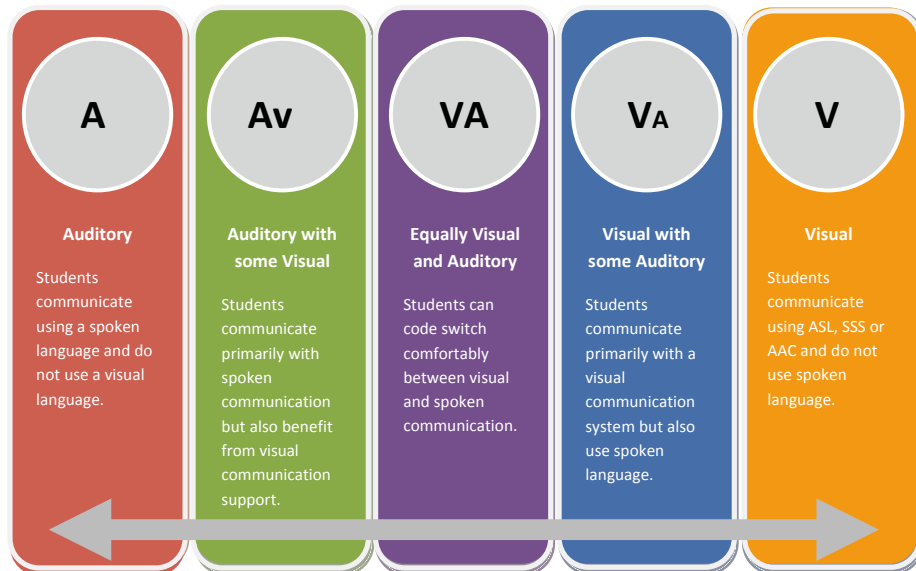 A
Auditory
Students
communicate
using a spoken
language and do
not use a visual
language.
Av
Auditory with
some Visual
Students
communicate
primarily with
spoken
communication
but also benefit
from visual
communication
support.
VA
Equally Visual
and Auditory
Students can
code switch
comfortably
between visual
and spoken
communication.
VA
Visual with
some Auditory
Students
communicate
primarily with a
visual
communication
system but also
use spoken
language.
V
Visual
Students
communicate
using ASL, SSS or
AAC and do not
use spoken
language.